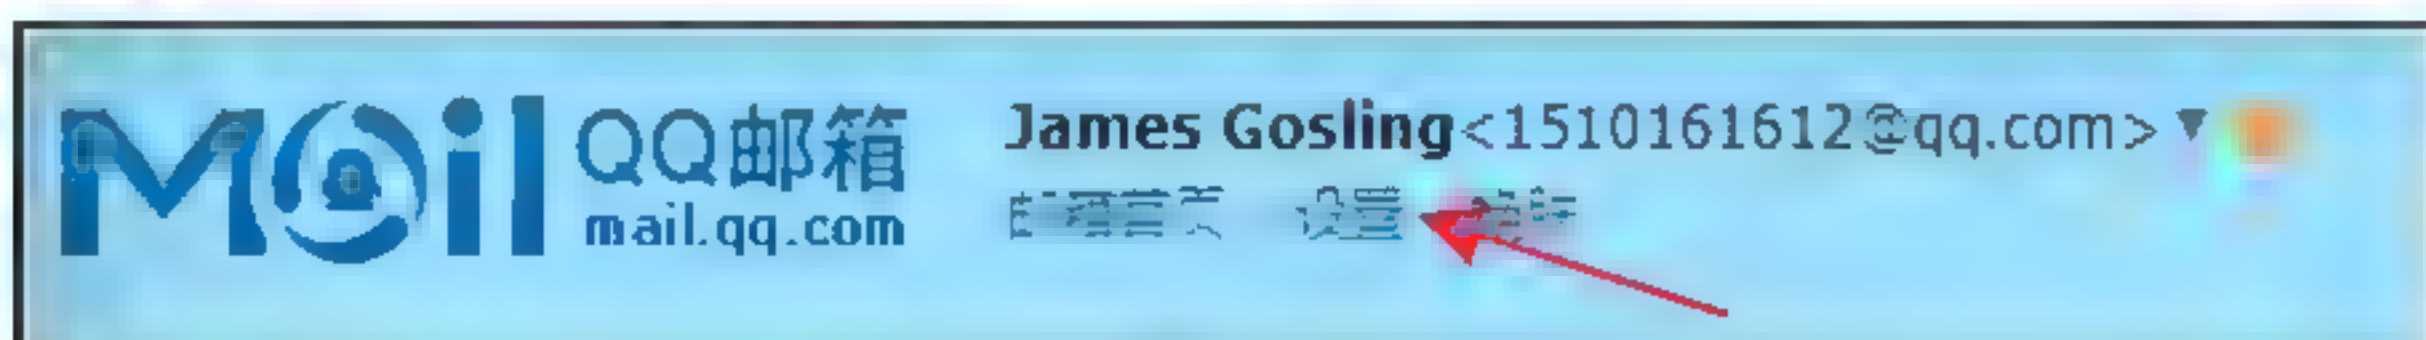 Mail QQ邮箱
mail.qq.com
James Gosling<1510161612@qq.com>
设置